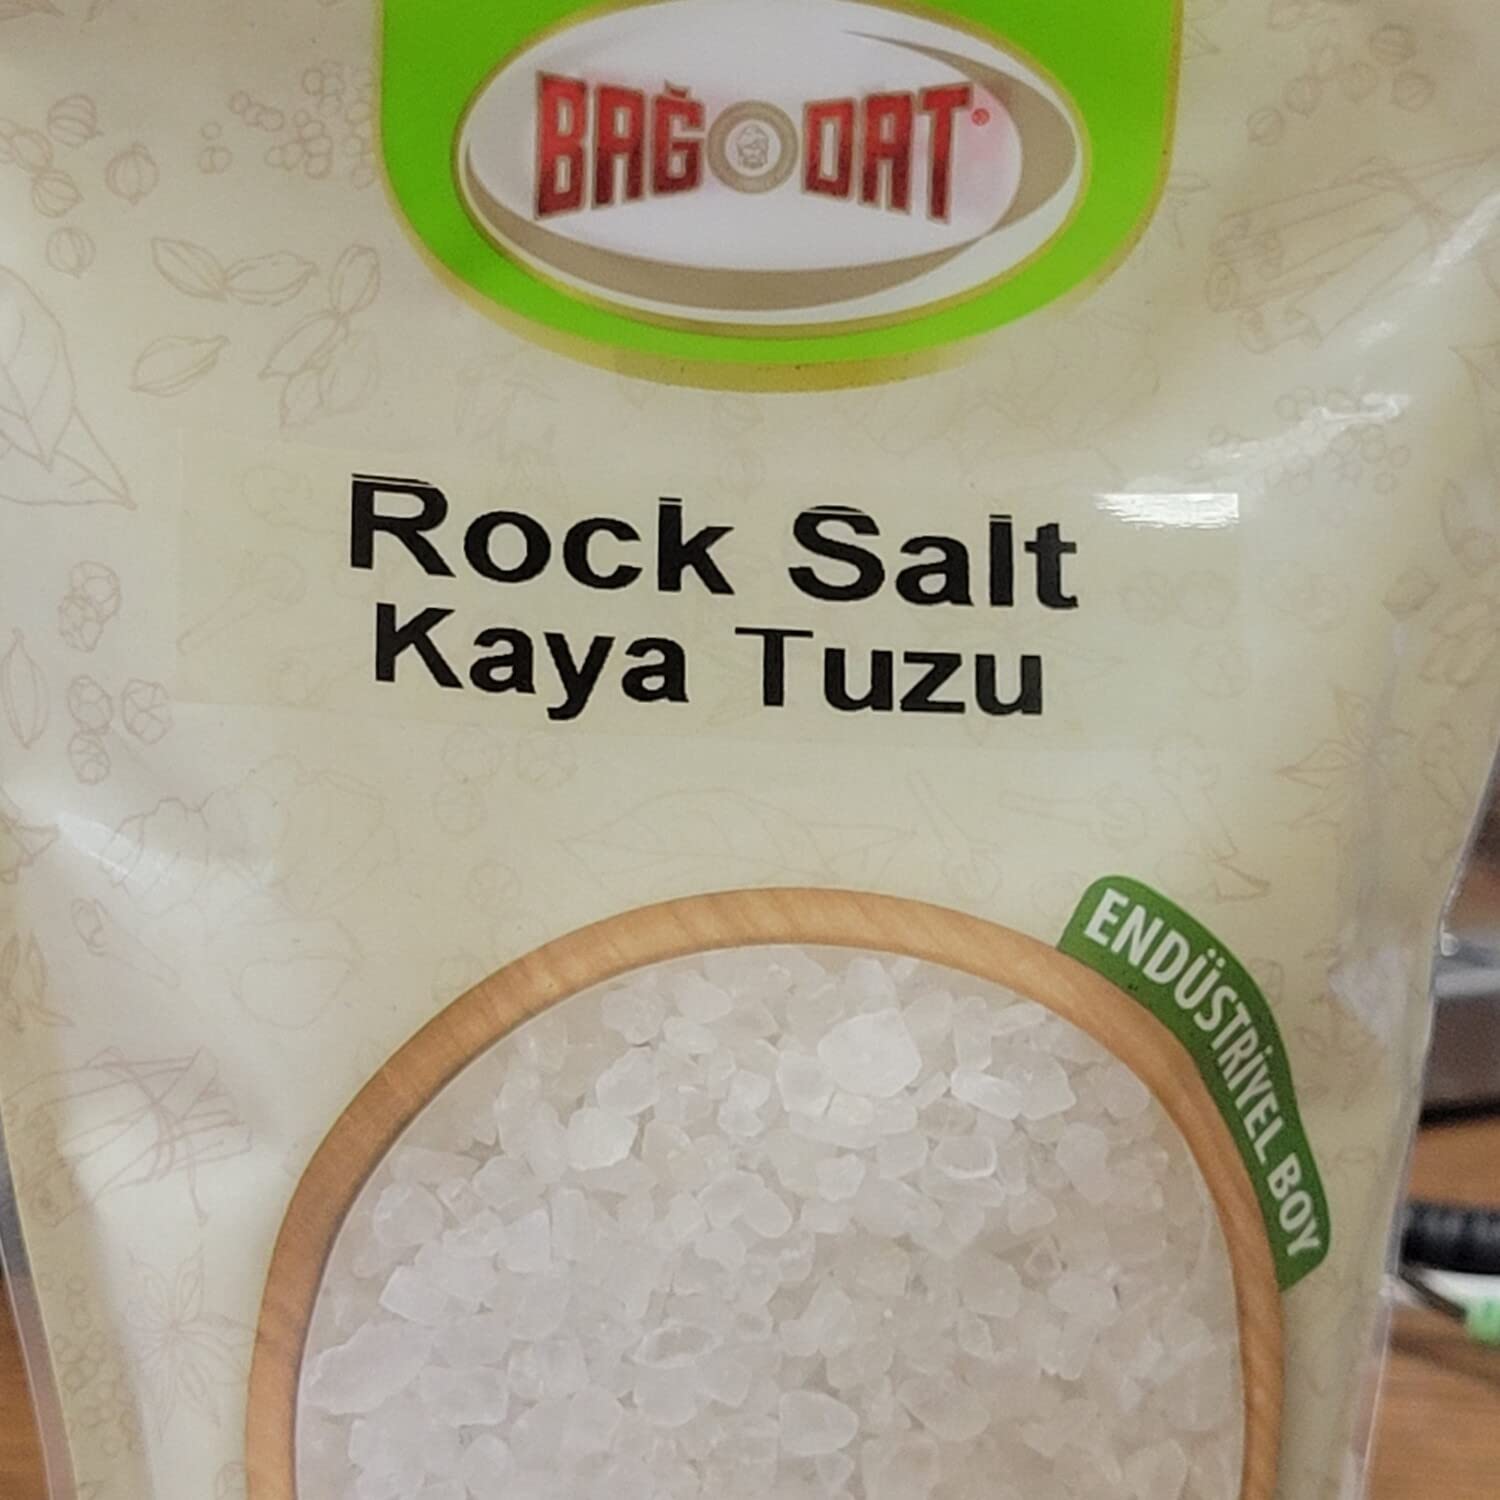 BAĞDAT®
Rock Salt
Kaya Tuzu
ENDÜSTRİYEL BOY